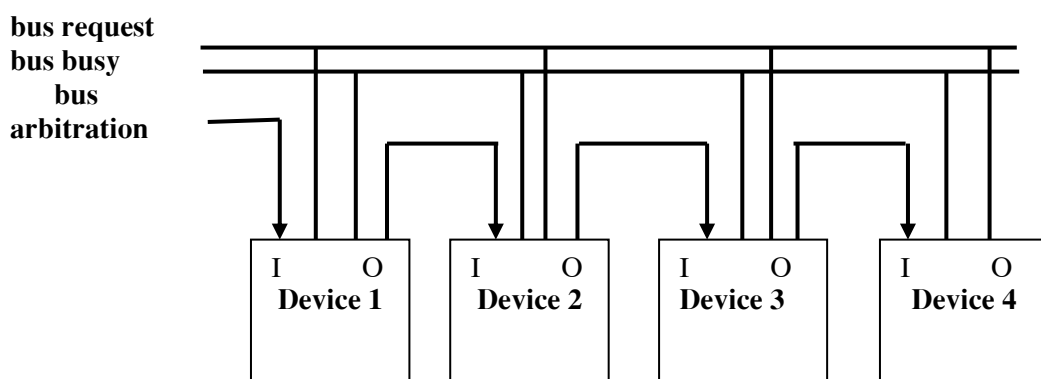 bus request
bus busy
bus
arbitration
I O I O I O I O
Device 1 Device 2 Device 3 Device 4